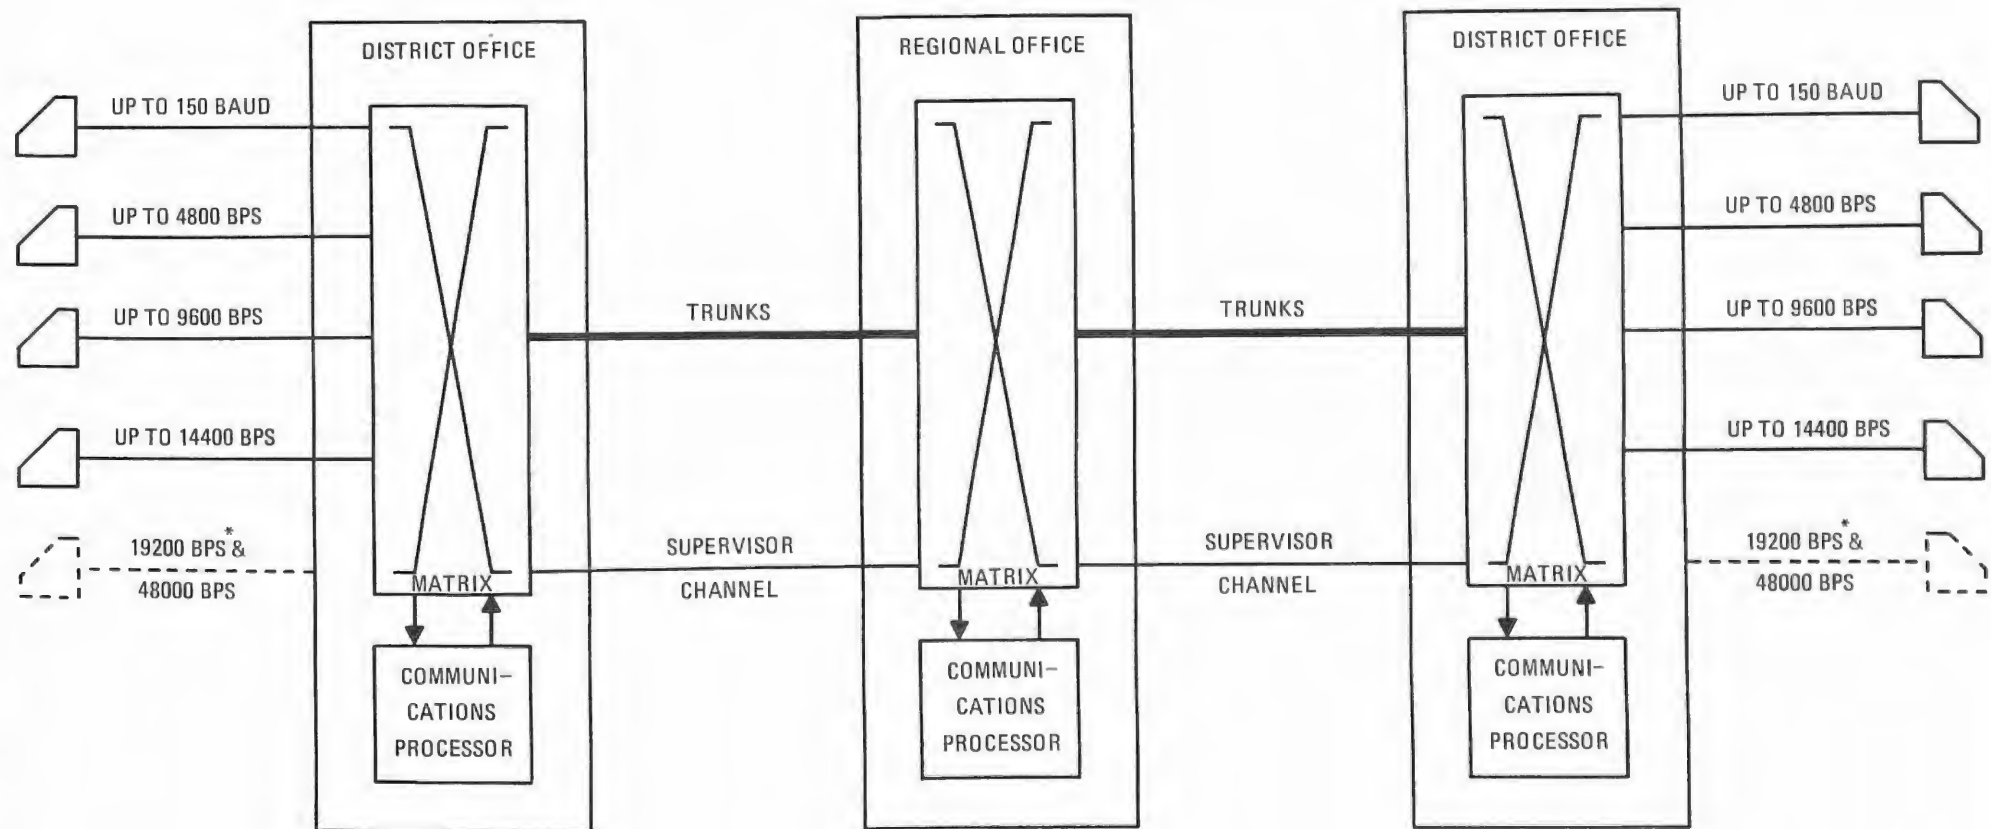 DISTRICT OFFICE
UP TO 150 BAUD
UP TO 4800 BPS
UP TO 9600 BPS
UP TO 14400 BPS
19200 BPS* &
48000 BPS
MATRIX
COMMUNI–
CATIONS
PROCESSOR
TRUNKS
SUPERVISOR
CHANNEL
REGIONAL OFFICE
MATRIX
COMMUNI–
CATIONS
PROCESSOR
TRUNKS
SUPERVISOR
CHANNEL
DISTRICT OFFICE
MATRIX
COMMUNI–
CATIONS
PROCESSOR
UP TO 150 BAUD
UP TO 4800 BPS
UP TO 9600 BPS
UP TO 14400 BPS
19200 BPS* &
48000 BPS